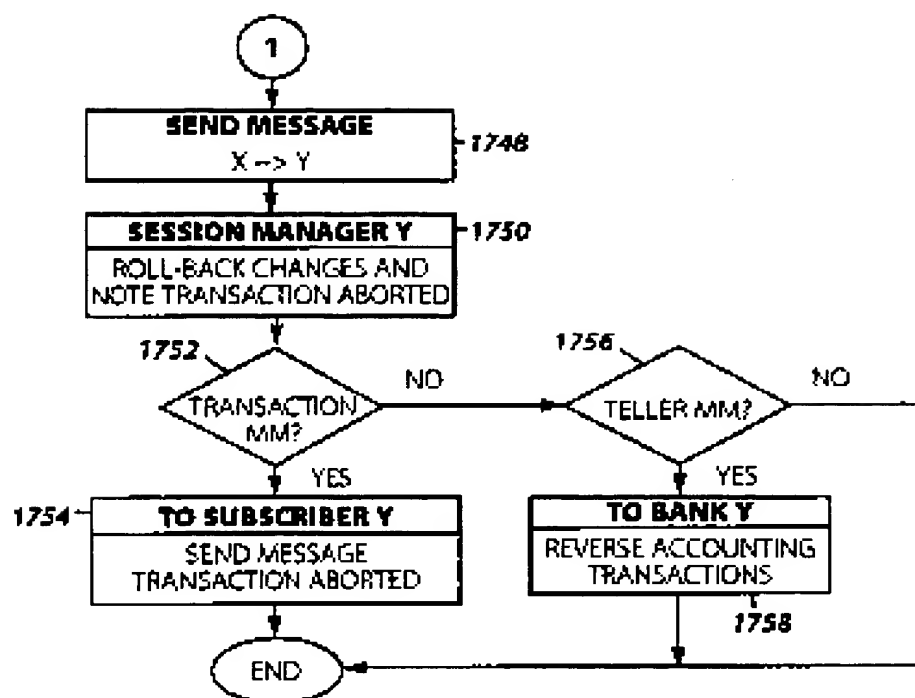 1
SEND MESSAGE
X --> Y
1748
SESSION MANAGER Y
1750
ROLL-BACK CHANGES AND
NOTE TRANSACTION ABORTED
1752
TRANSACTION
MM?
NO
YES
1756
TELLER MM?
NO
YES
1754
TO SUBSCRIBER Y
SEND MESSAGE
TRANSACTION ABORTED
TO BANK Y
REVERSE ACCOUNTING
TRANSACTIONS
1758
END